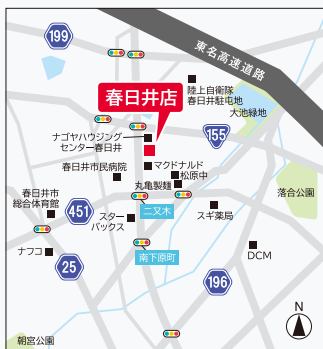 199
東名高速道路
春日井店
陸上自衛隊
春日井駐屯地
大池緑地
ナゴヤハウジング
センター春日井
155
マクドナルド
春日井市民病院
松原中
丸亀製麺
落合公園
春日井市
総合体育館
451
二又木
スター
バックス
スギ薬局
ナフコ
25
南下原町
DCM
196
N
朝宮公園